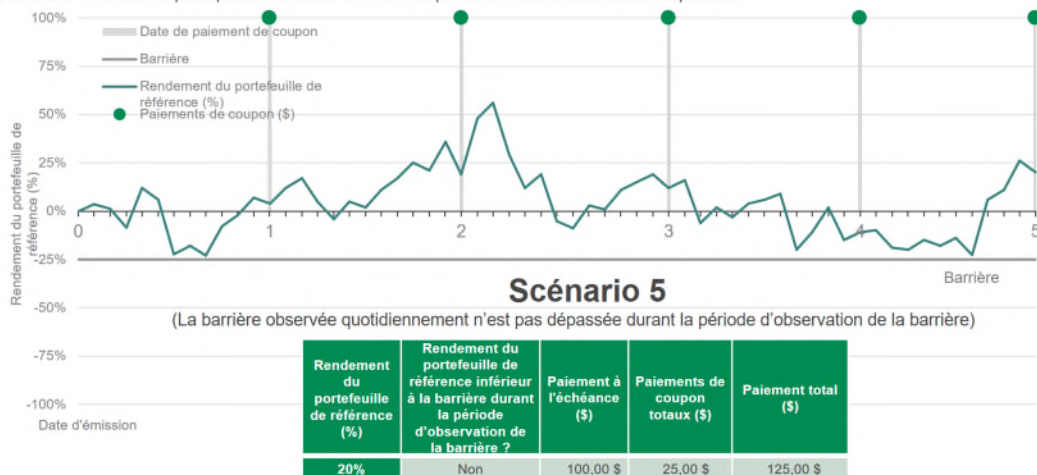 100%
Date de paiement de coupon
75%
Barrière
Rendement du portefeuille de
référence (%)
50%
Paiements de coupon ($)
Rendement du portefeuille de
référence (%)
25%
0%
0
1
2
3
4
5
-25%
Barrière
Scénario 5
-50%
(La barrière observée quotidiennement n'est pas dépassée durant la période d'observation de la barrière)
-75%
-100%
Date d'émission
Rendement
du
portefeuille
de référence
(%)
Rendement du
portefeuille de
référence inférieur
à la barrière durant
la période
d'observation de
la barrière ?
Paiement à
l'échéance
($)
Paiements de
coupon
totaux ($)
Paiement total
($)
20%
Non
100,00 $
25,00 $
125,00 $